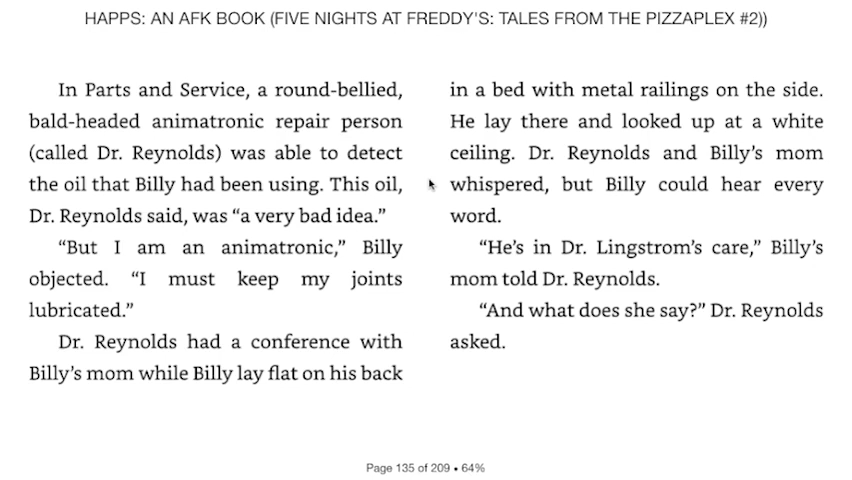 HAPPS: AN AFK BOOK (FIVE NIGHTS AT FREDDY'S: TALES FROM THE PIZZAPLEX #2))
In Parts and Service, a round-bellied,
bald-headed animatronic repair person
(called Dr. Reynolds) was able to detect
the oil that Billy had been using. This oil,
Dr. Reynolds said, was “a very bad idea.”
“But I am an animatronic,” Billy
objected. “I must keep my joints
lubricated.”
Dr. Reynolds had a conference with
Billy’s mom while Billy lay flat on his back
in a bed with metal railings on the side.
He lay there and looked up at a white
ceiling. Dr. Reynolds and Billy’s mom
whispered, but Billy could hear every
word.
“He’s in Dr. Lingstrom’s care,” Billy’s
mom told Dr. Reynolds.
“And what does she say?” Dr. Reynolds
asked.
Page 135 of 209 • 64%